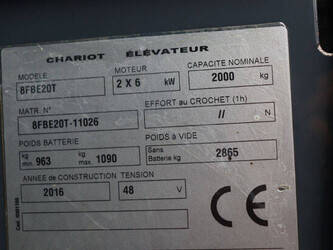 CHARIOT ÉLÉVATEUR
MODELE MOTEUR CAPACITE NOMINALE
8FBE20T 2 X 6 kW 2000 kg
MATR. N° EFFORT AU CROCHET (1h)
8FBE20T-11026 // N
POIDS BATTERIE POIDS À VIDE
kg min. 963 kg max. 1090 Sans Batterie kg 2865
ANNEE DE CONSTRUCTION TENSION
2016 48 V
CE